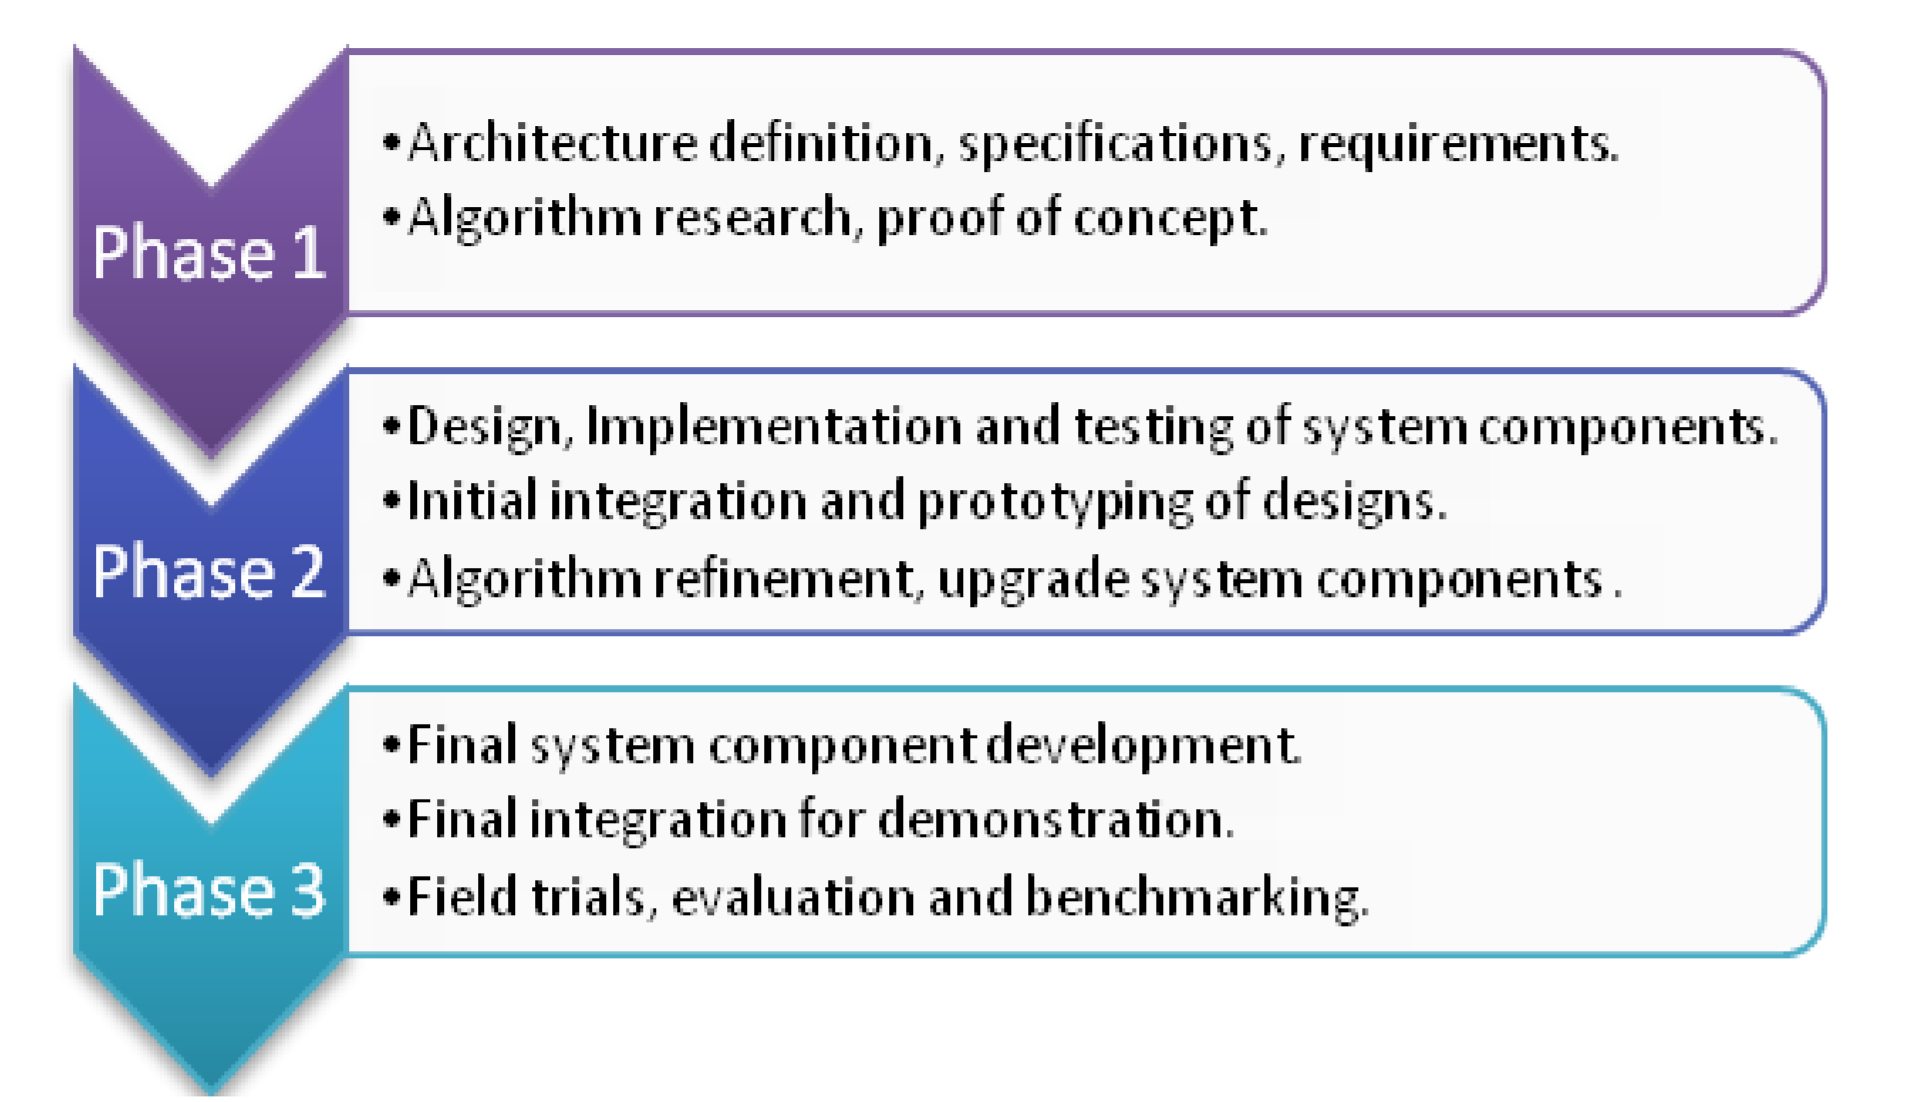 Phase 1
•Architecture definition, specifications, requirements.
•Algorithm research, proof of concept.
Phase 2
•Design, Implementation and testing of system components.
•Initial integration and prototyping of designs.
•Algorithm refinement, upgrade system components .
Phase 3
•Final system component development.
•Final integration for demonstration.
•Field trials, evaluation and benchmarking.